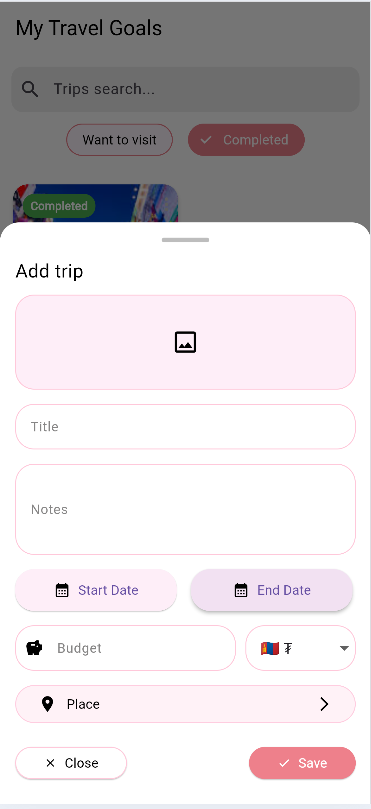 My Travel Goals
Trips search...
Want to visit
Completed
Completed
Add trip
Title
Notes
Start Date
End Date
Budget
₮
Place
Close
Save